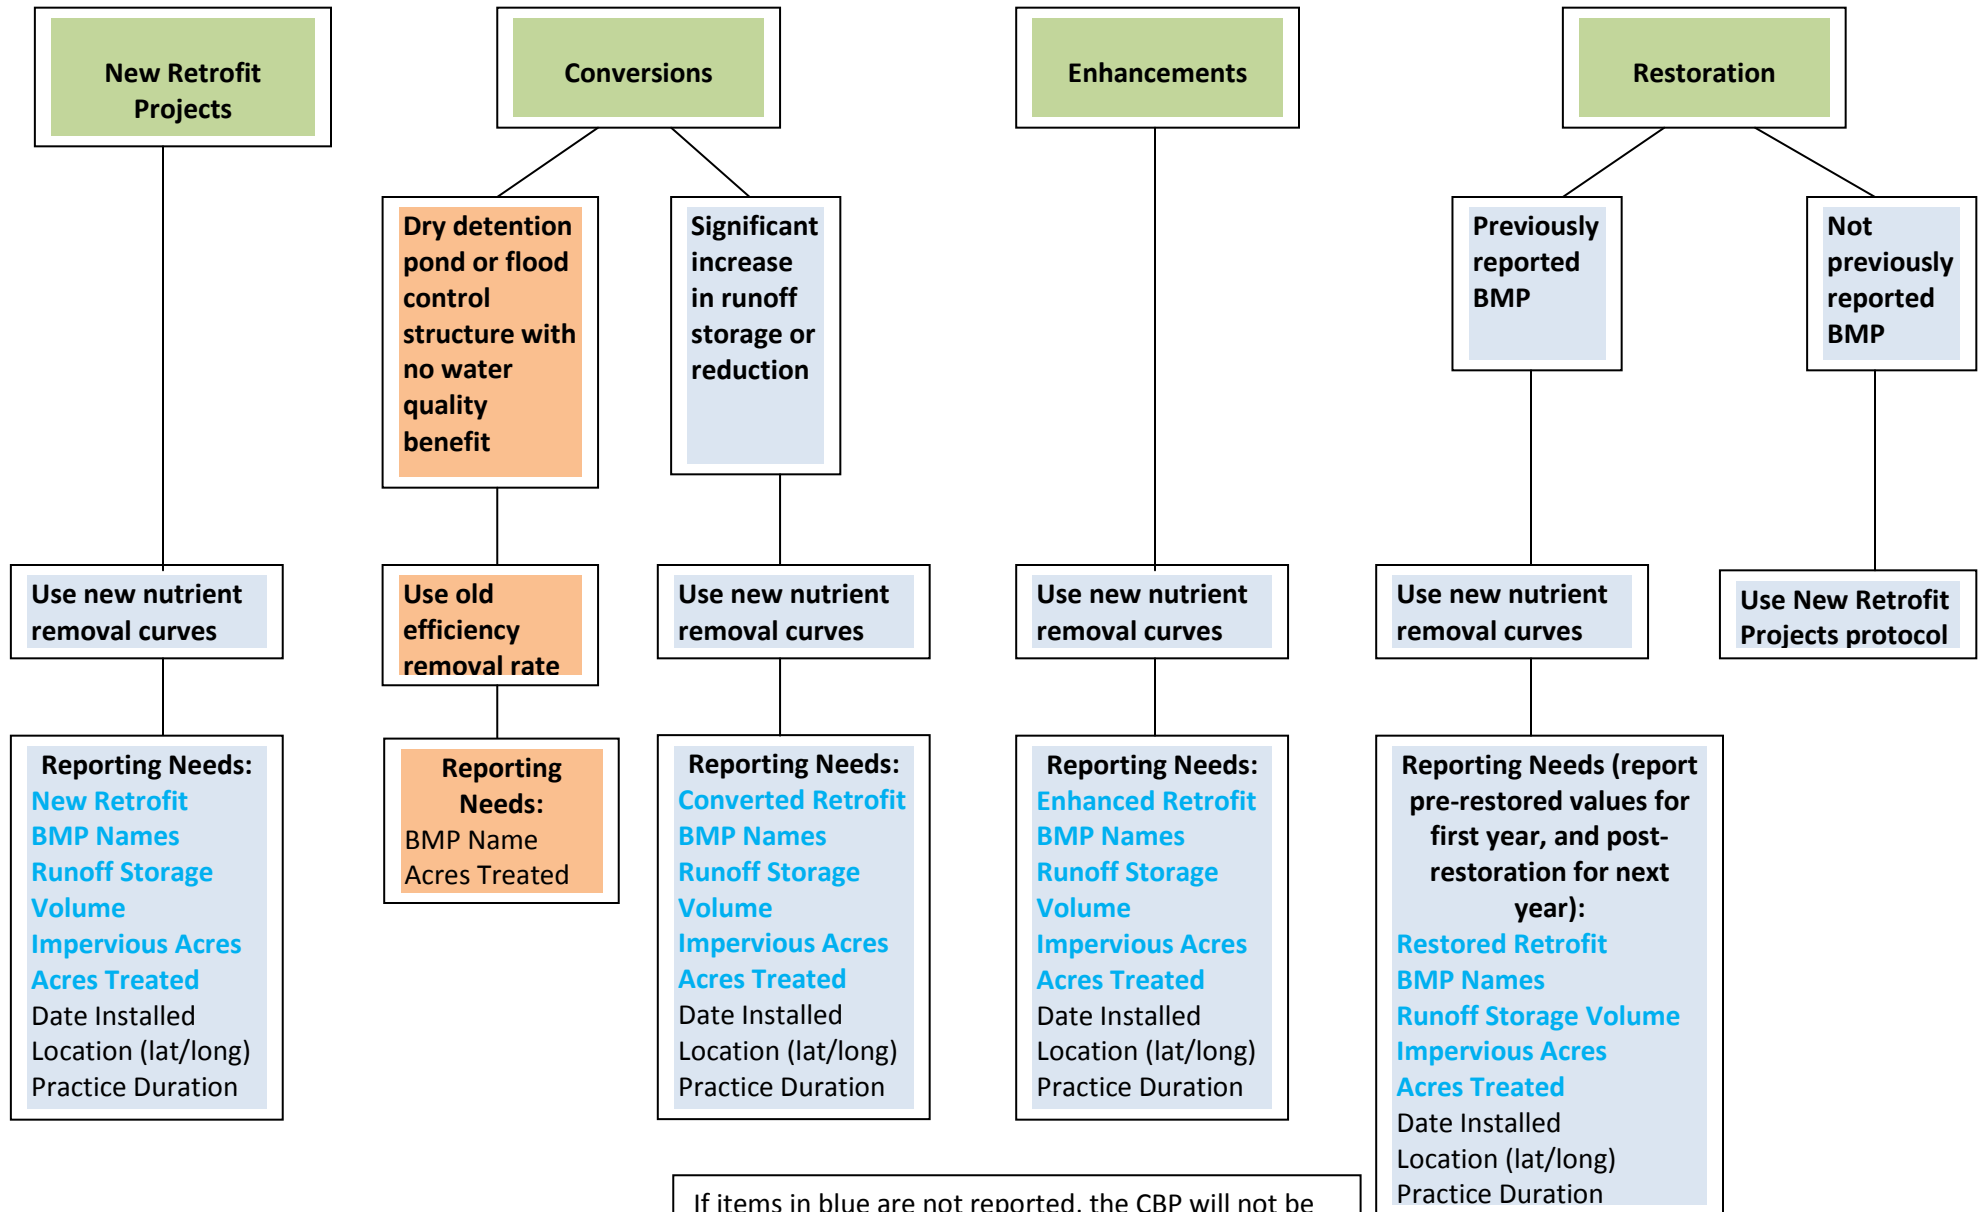 New Retrofit
Projects
Conversions
Enhancements
Restoration
Dry detention
pond or flood
control
structure with
no water
quality
benefit
Significant
increase
in runoff
storage or
reduction
Previously
reported
BMP
Not
previously
reported
BMP
Use new nutrient
removal curves
Use old
efficiency
removal rate
Use new nutrient
removal curves
Use new nutrient
removal curves
Use new nutrient
removal curves
Use New Retrofit
Projects protocol
Reporting Needs:
New Retrofit
BMP Names
Runoff Storage
Volume
Impervious Acres
Acres Treated
Date Installed
Location (lat/long)
Practice Duration
Reporting
Needs:
BMP Name
Acres Treated
Reporting Needs:
Converted Retrofit
BMP Names
Runoff Storage
Volume
Impervious Acres
Acres Treated
Date Installed
Location (lat/long)
Practice Duration
Reporting Needs:
Enhanced Retrofit
BMP Names
Runoff Storage
Volume
Impervious Acres
Acres Treated
Date Installed
Location (lat/long)
Practice Duration
Reporting Needs (report
pre-restored values for
first year, and post-
restoration for next
year):
Restored Retrofit
BMP Names
Runoff Storage Volume
Impervious Acres
Acres Treated
Date Installed
Location (lat/long)
Practice Duration
If items in blue are not reported, the CBP will not be